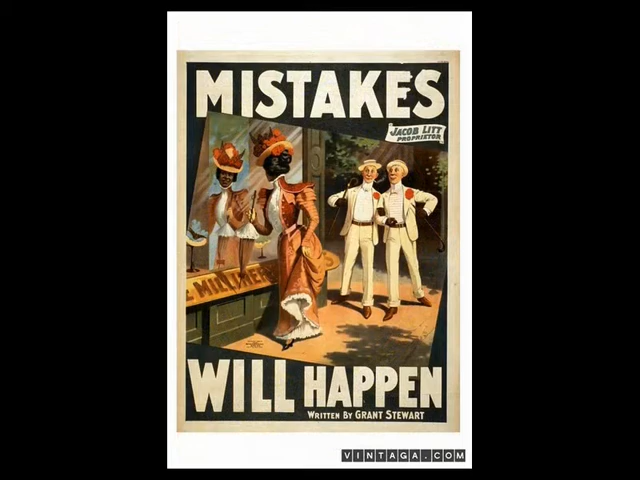 MISTAKES
JACOB LITT
PROPRIETOR
E MILLINER
WILL HAPPEN
WRITTEN BY GRANT STEWART
VINTAGA.COM